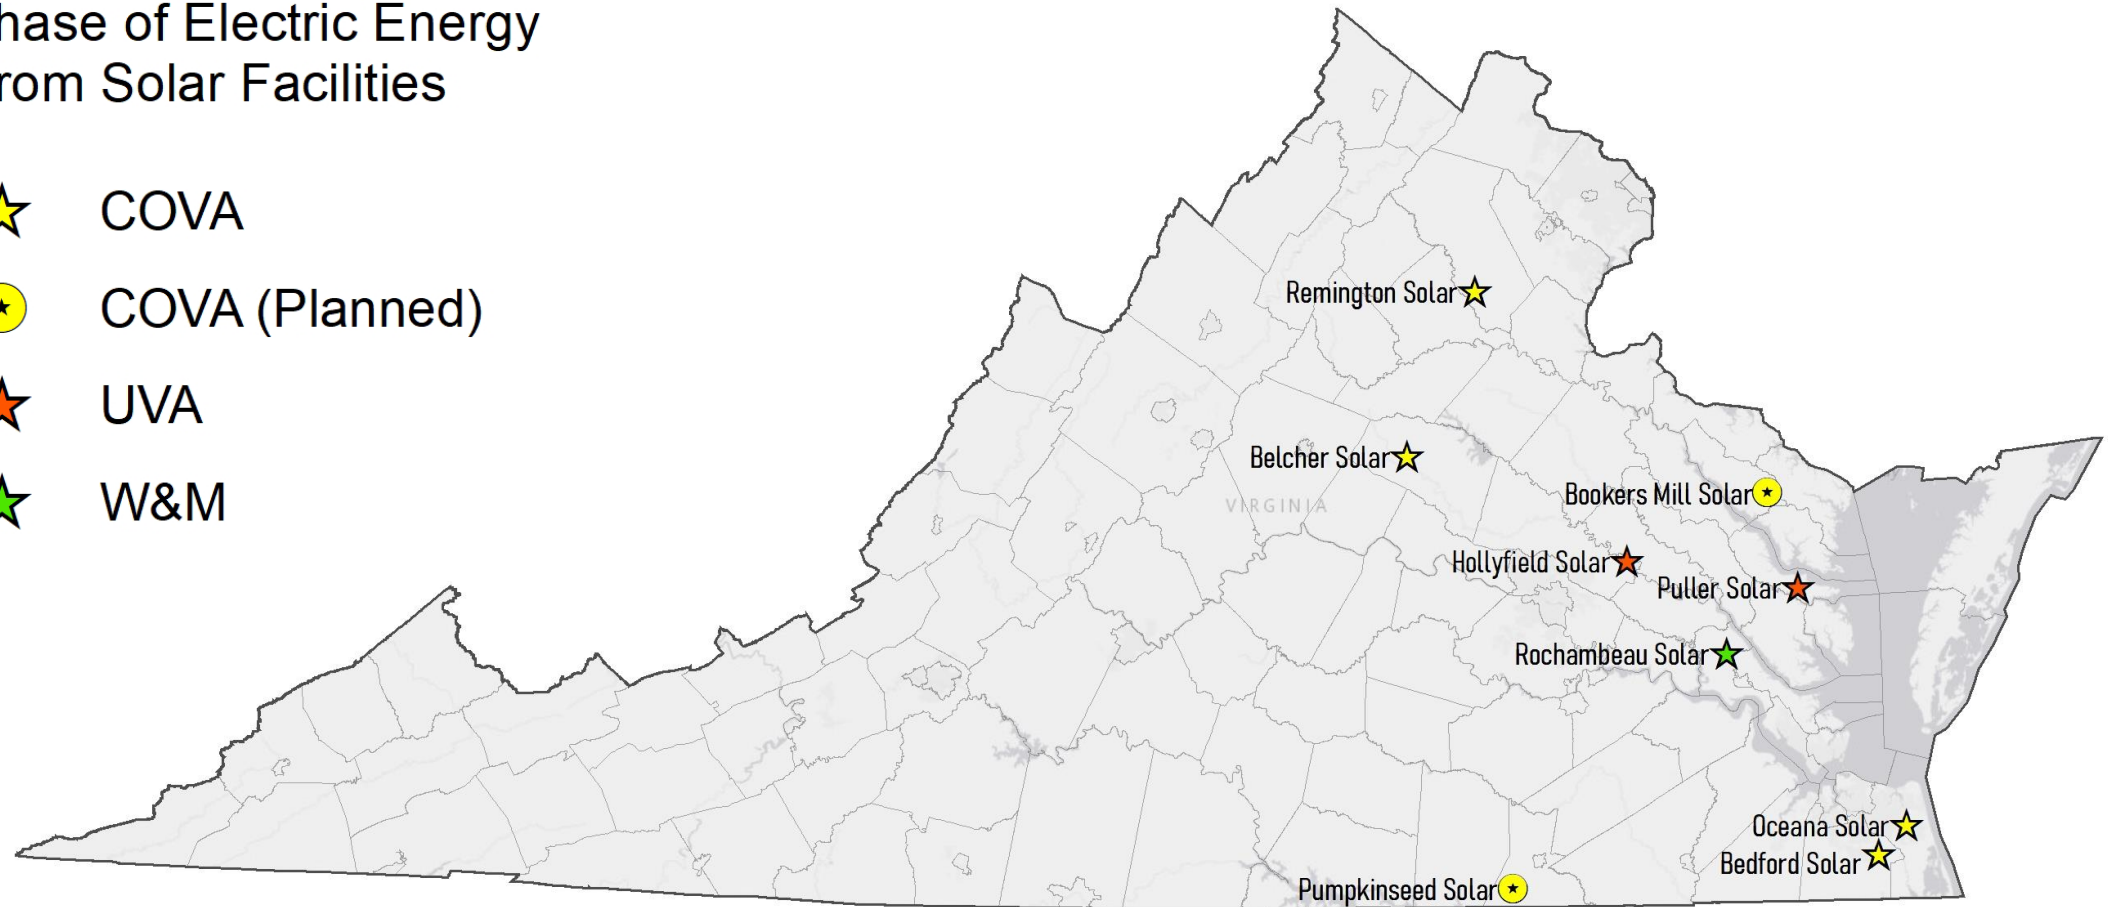 hase of Electric Energy
rom Solar Facilities
COVA
COVA (Planned)
UVA
W&M
Remington Solar
Belcher Solar
Bookers Mill Solar
VIRGINIA
Hollyfield Solar
Puller Solar
Rochambeau Solar
Oceana Solar
Bedford Solar
Pumpkinseed Solar